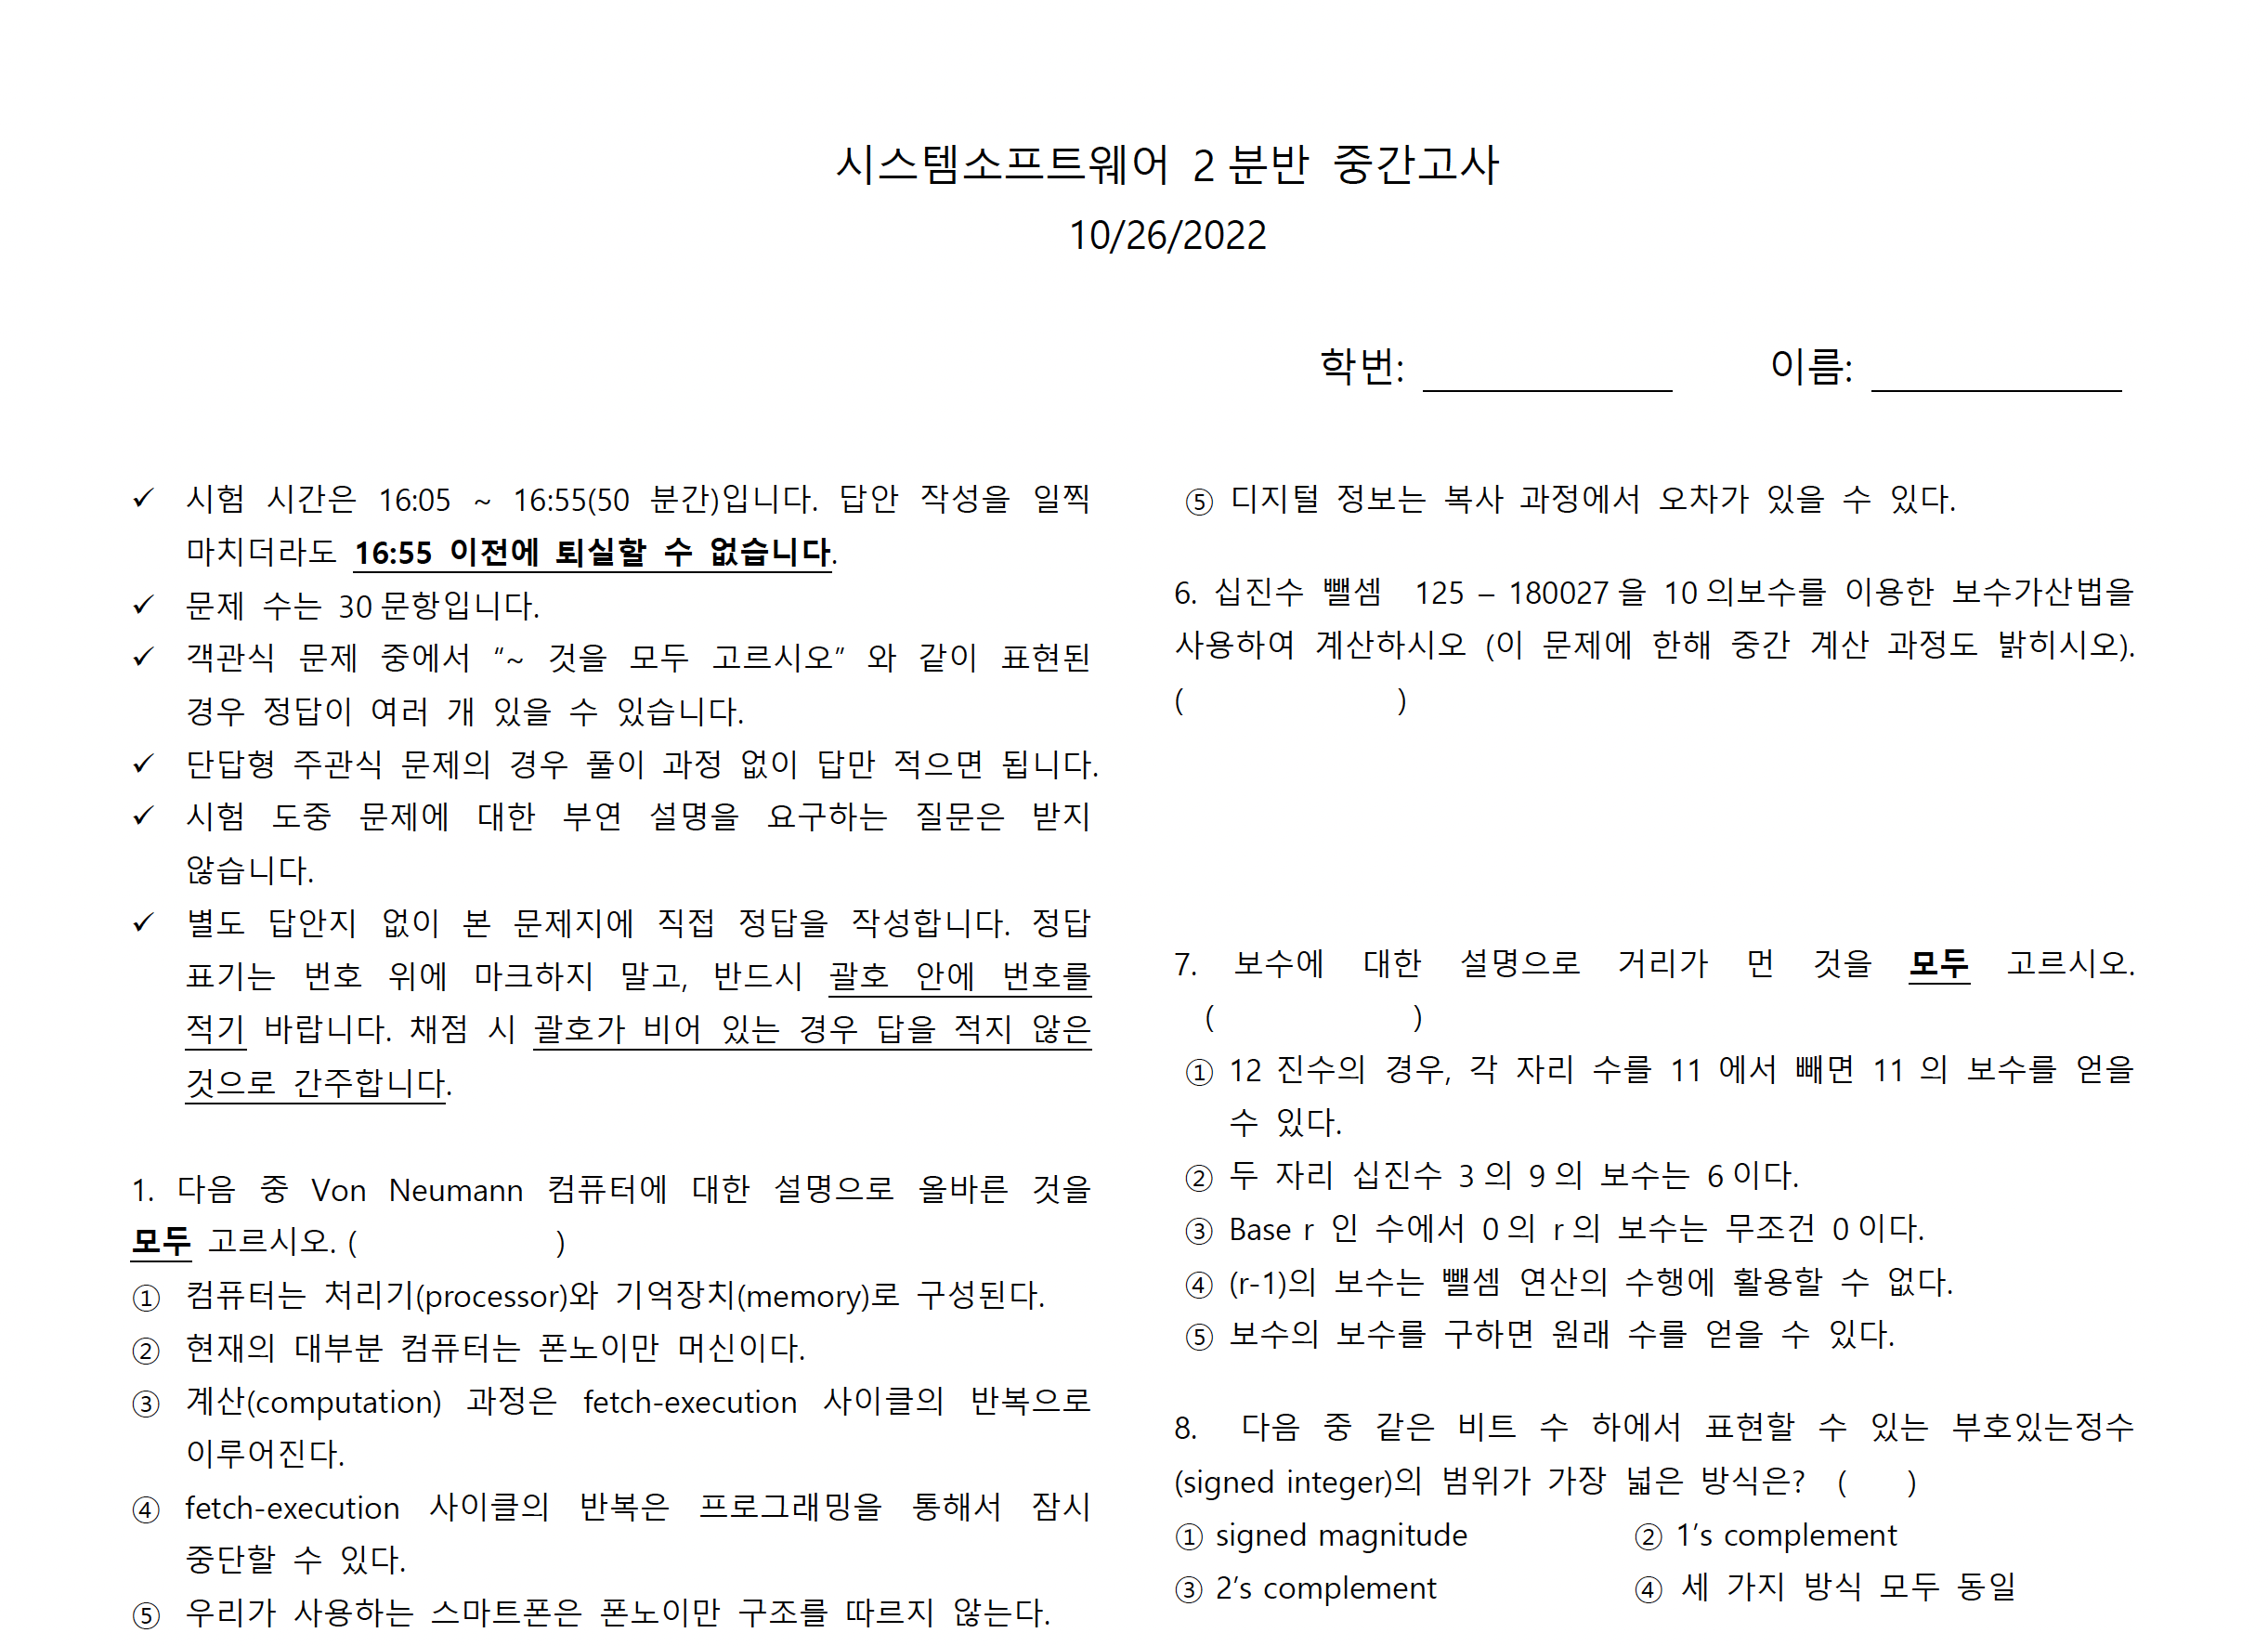 시스템소프트웨어 2분반 중간고사
10/26/2022
학번: ____________ 이름: ____________
✓ 시험 시간은 16:05 ~ 16:55(50 분간)입니다. 답안 작성을 일찍
마치더라도 16:55 이전에 퇴실할 수 없습니다.
✓ 문제 수는 30문항입니다.
✓ 객관식 문제 중에서 “~ 것을 모두 고르시오” 와 같이 표현된
경우 정답이 여러 개 있을 수 있습니다.
✓ 단답형 주관식 문제의 경우 풀이 과정 없이 답만 적으면 됩니다.
✓ 시험 도중 문제에 대한 부연 설명을 요구하는 질문은 받지
않습니다.
✓ 별도 답안지 없이 본 문제지에 직접 정답을 작성합니다. 정답
표기는 번호 위에 마크하지 말고, 반드시 괄호 안에 번호를
적기 바랍니다. 채점 시 괄호가 비어 있는 경우 답을 적지 않은
것으로 간주합니다.
1. 다음 중 Von Neumann 컴퓨터에 대한 설명으로 올바른 것을
모두 고르시오. ( )
① 컴퓨터는 처리기(processor)와 기억장치(memory)로 구성된다.
② 현재의 대부분 컴퓨터는 폰노이만 머신이다.
③ 계산(computation) 과정은 fetch-execution 사이클의 반복으로
이루어진다.
④ fetch-execution 사이클의 반복은 프로그래밍을 통해서 잠시
중단할 수 있다.
⑤ 우리가 사용하는 스마트폰은 폰노이만 구조를 따르지 않는다.
⑤ 디지털 정보는 복사 과정에서 오차가 있을 수 있다.
6. 십진수 뺄셈 125 – 180027을 10의보수를 이용한 보수가산법을
사용하여 계산하시오 (이 문제에 한해 중간 계산 과정도 밝히시오).
( )
7. 보수에 대한 설명으로 거리가 먼 것을 모두 고르시오.
( )
① 12 진수의 경우, 각 자리 수를 11 에서 빼면 11 의 보수를 얻을
수 있다.
② 두 자리 십진수 3의 9의 보수는 6이다.
③ Base r 인 수에서 0의 r의 보수는 무조건 0이다.
④ (r-1)의 보수는 뺄셈 연산의 수행에 활용할 수 없다.
⑤ 보수의 보수를 구하면 원래 수를 얻을 수 있다.
8. 다음 중 같은 비트 수 하에서 표현할 수 있는 부호있는정수
(signed integer)의 범위가 가장 넓은 방식은? ( )
① signed magnitude ② 1’s complement
③ 2’s complement ④ 세 가지 방식 모두 동일